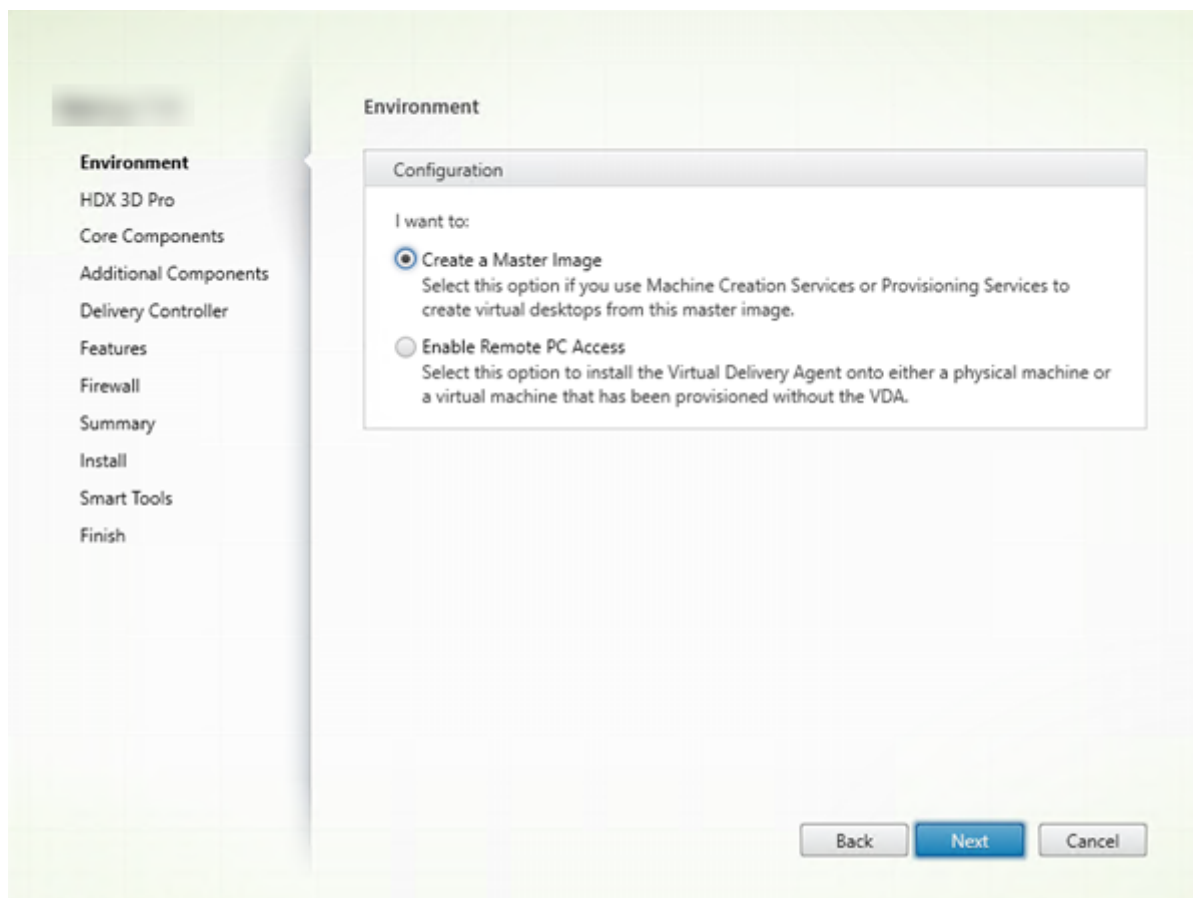 Environment
HDX 3D Pro
Core Components
Additional Components
Delivery Controller
Features
Firewall
Summary
Install
Smart Tools
Finish
Environment
Configuration
I want to:
Create a Master Image
Select this option if you use Machine Creation Services or Provisioning Services to
create virtual desktops from this master image.
Enable Remote PC Access
Select this option to install the Virtual Delivery Agent onto either a physical machine or
a virtual machine that has been provisioned without the VDA.
Back
Next
Cancel